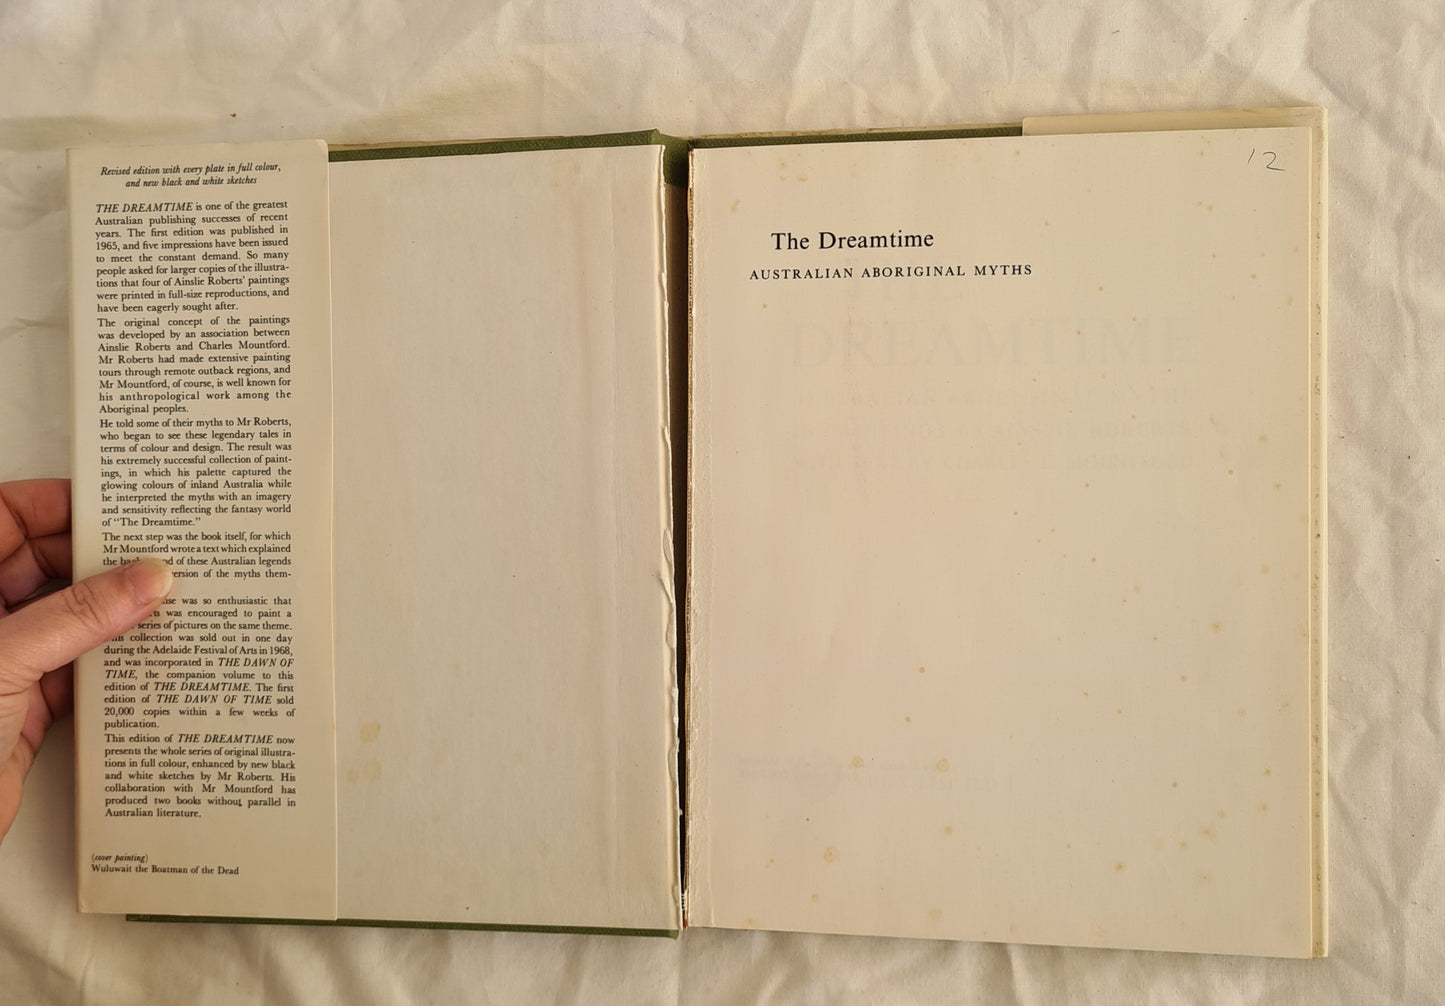 Revised edition with every plate in full colour,
and new black and white sketches
THE DREAMTIME is one of the greatest
Australian publishing successes of recent
years. The first edition was published in
1965, and five impressions have been issued
to meet the constant demand. So many
people asked for larger copies of the illustra-
tions that four of Ainslie Roberts' paintings
were printed in full-size reproductions, and
have been eagerly sought after.
The original concept of the paintings
was developed by an association between
Ainslie Roberts and Charles Mountford.
Mr Roberts had made extensive painting
tours through remote outback regions, and
Mr Mountford, of course, is well known for
his anthropological work among the
Aboriginal peoples.
He told some of their myths to Mr Roberts,
who began to see these legendary tales in
terms of colour and design. The result was
his extremely successful collection of paint-
ings, in which his palette captured the
glowing colours of inland Australia while
he interpreted the myths with an imagery
and sensitivity reflecting the fantasy world
of "The Dreamtime."
The next step was the book itself, for which
Mr Mountford wrote a text which explained
the of these Australian legends
of the myths them-
was so enthusiastic that
was encouraged to paint a
series of pictures on the same theme.
collection was sold out in one day
during the Adelaide Festival of Arts in 1968,
and was incorporated in THE DAWN OF
TIME, the companion volume to this
edition of THE DREAMTIME. The first
edition of THE DAWN OF TIME sold
20,000 copies within a few weeks of
publication.
This edition of THE DREAMTIME now
presents the whole series of original illustra-
tions in full colour, enhanced by new black
and white sketches by Mr Roberts. His
collaboration with Mr Mountford has
produced two books without parallel in
Australian literature.
(cover painting)
Wuluwait the Boatman of the Dead
12
The Dreamtime
AUSTRALIAN ABORIGINAL MYTHS